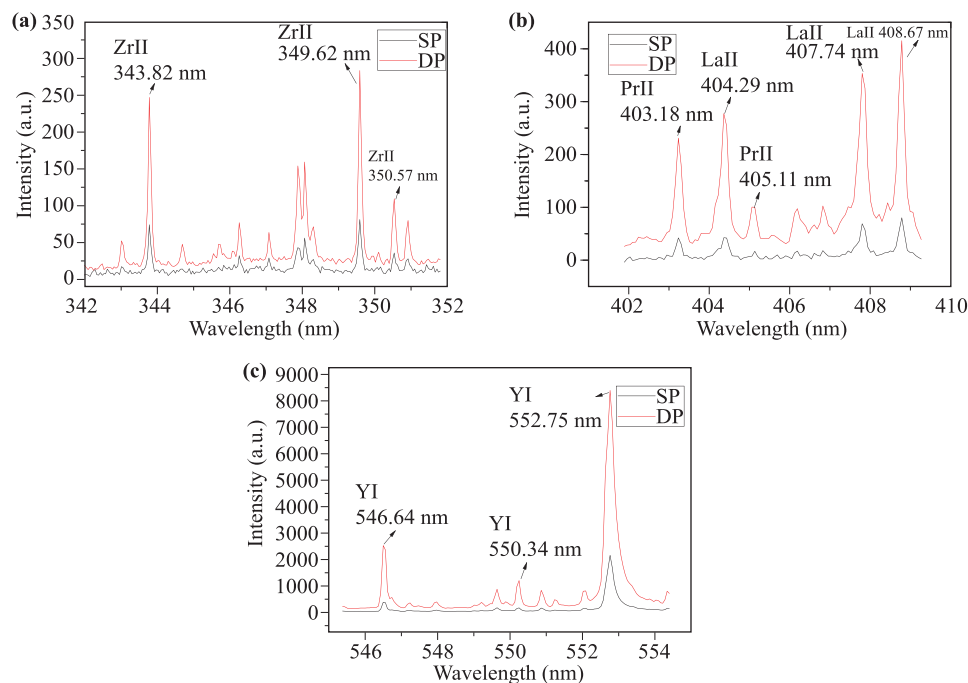 (a)
350
300
250
200
150
100
50
0
Intensity (a.u.)
342
344
346
348
350
352
Wavelength (nm)
ZrII
343.82 nm
ZrII
349.62 nm
ZrII
350.57 nm
SP
DP
(b)
400
300
200
100
0
Intensity (a.u.)
402
404
406
408
410
Wavelength (nm)
SP
DP
PrII
403.18 nm
LaII
404.29 nm
PrII
405.11 nm
LaII
407.74 nm
LaII 408.67 nm
(c)
9000
8000
7000
6000
5000
4000
3000
2000
1000
0
Intensity (a.u.)
546
548
550
552
554
Wavelength (nm)
YI
546.64 nm
YI
550.34 nm
YI
552.75 nm
SP
DP